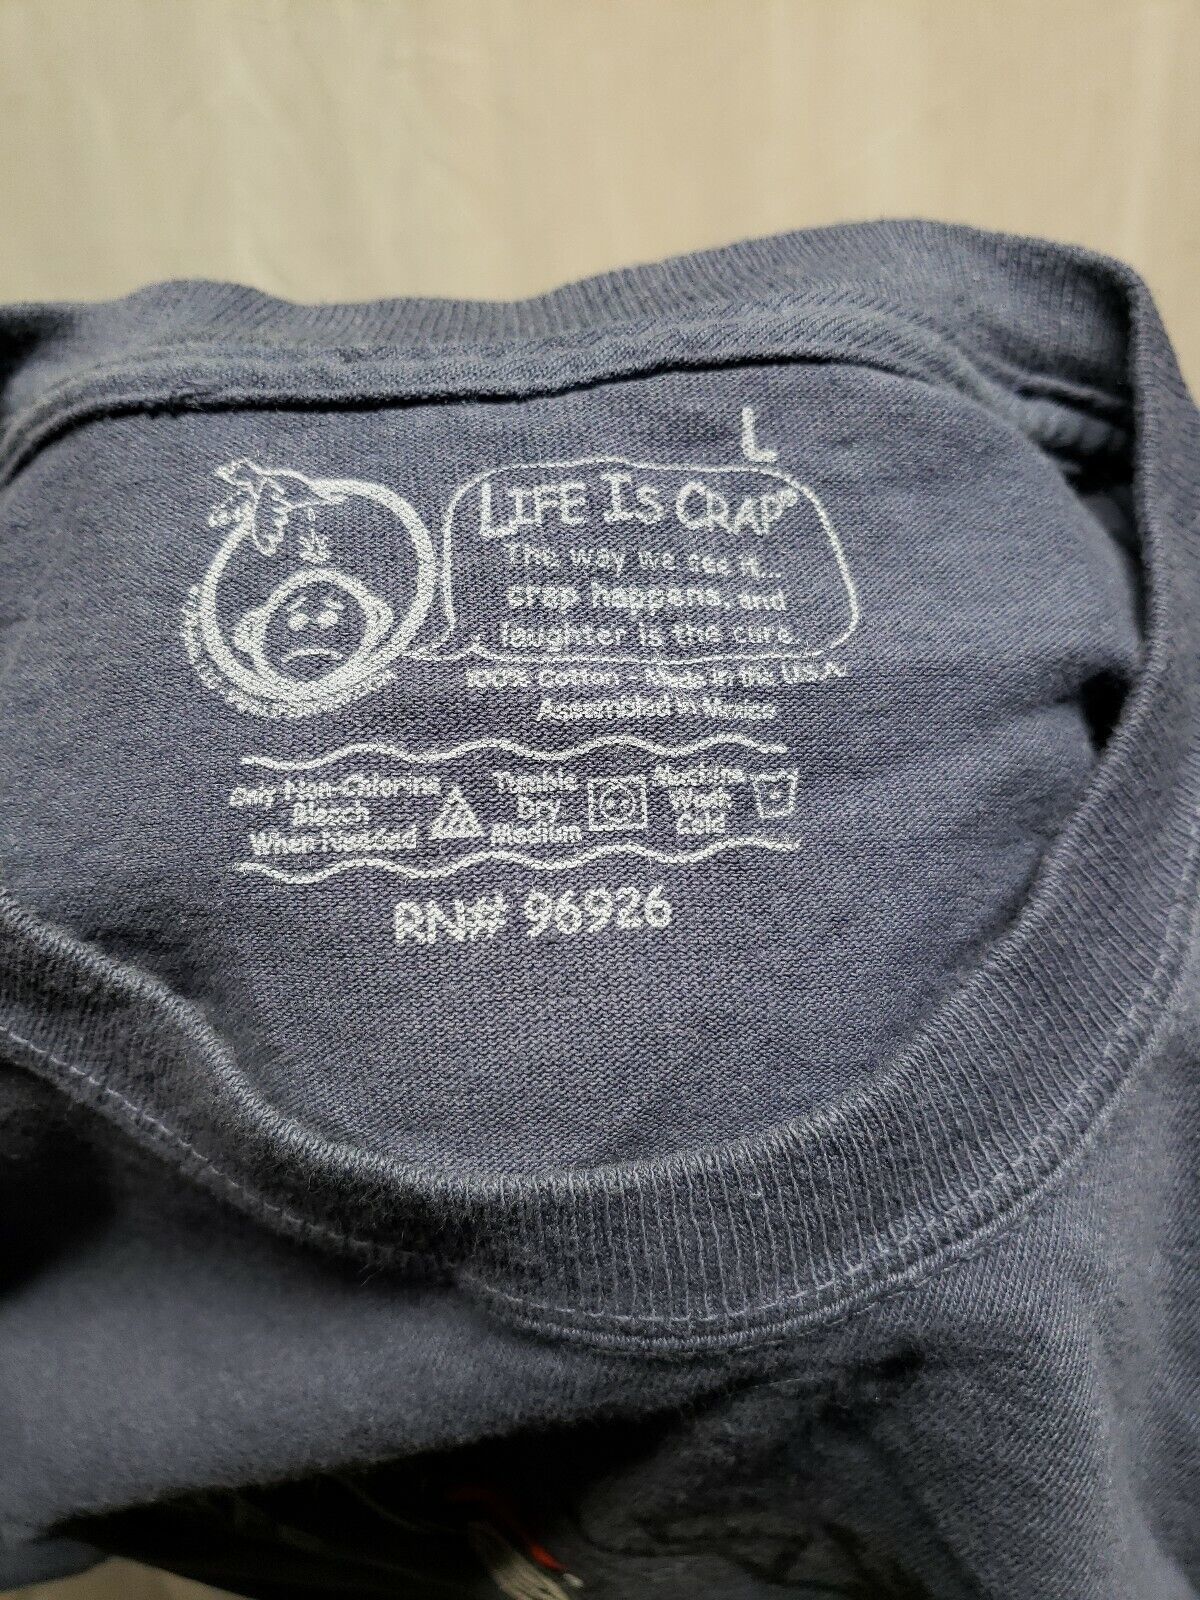 L
LIFE IS CRAP®
The way we see it...
crap happens, and
laughter is the cure
100% Cotton - Made in the U.S.A.
Assembled in Mexico
Only Non-Chlorine
Bleach
When Needed
Tumble
Dry
Medium
Machine
Wash
Cold
RN# 96926